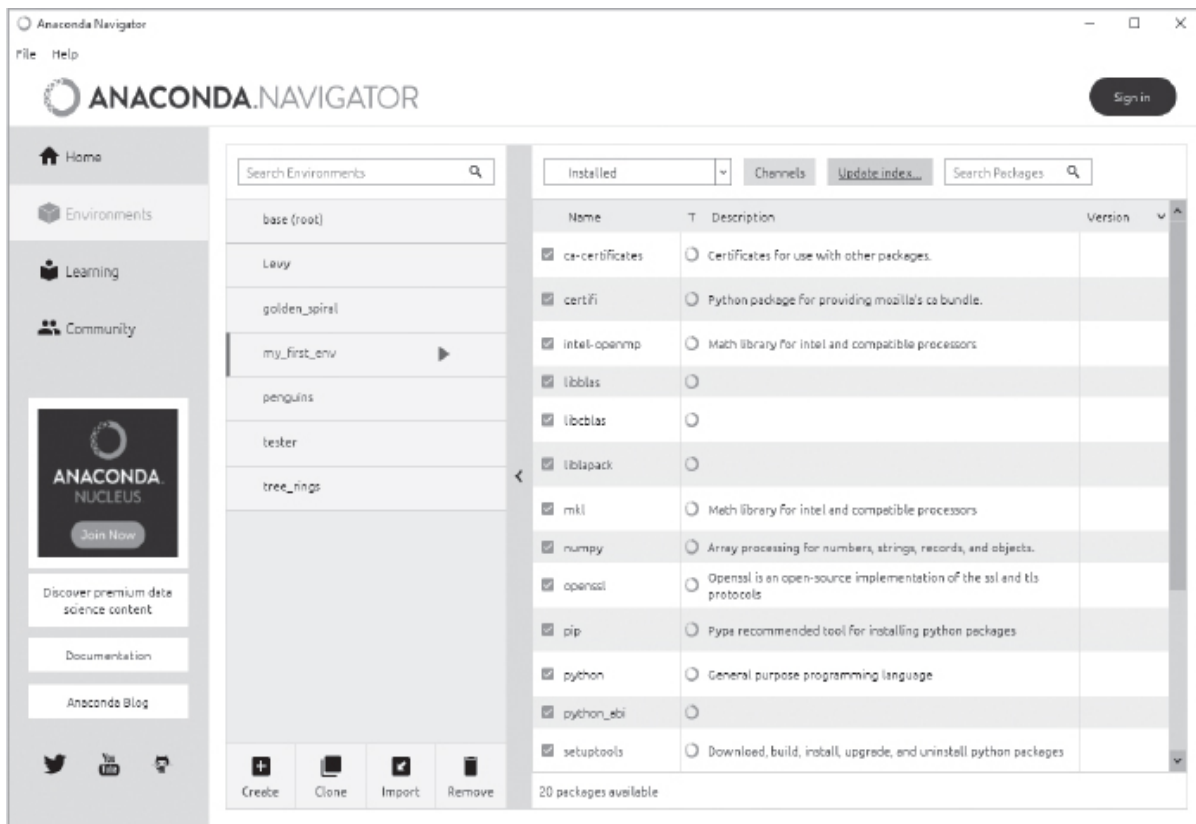 Anaconda Navigator
File Help
ANACONDA.NAVIGATOR
Sign in
Home
Environments
Learning
Community
ANACONDA.
NUCLEUS
Join Now
Discover premium data
science content
Documentation
Anaconda Blog
You
Tube
Search Environments
base (root)
Levy
golden_spiral
my_first_env
penguins
tester
tree_rings
Create Clone Import Remove
Installed Channels Update index... Search Packages
Name T Description Version
ca-certificates Certificates for use with other packages.
certifi Python package for providing mozilla's ca bundle.
intel-openmp Math library for intel and compatible processors
libblas
libcblas
liblapack
mkl Math library for intel and compatible processors
numpy Array processing for numbers, strings, records, and objects.
openssl Openssl is an open-source implementation of the ssl and tls
protocols
pip Pypa recommended tool for installing python packages
python General purpose programming language
python_abi
setuptools Download, build, install, upgrade, and uninstall python packages
20 packages available